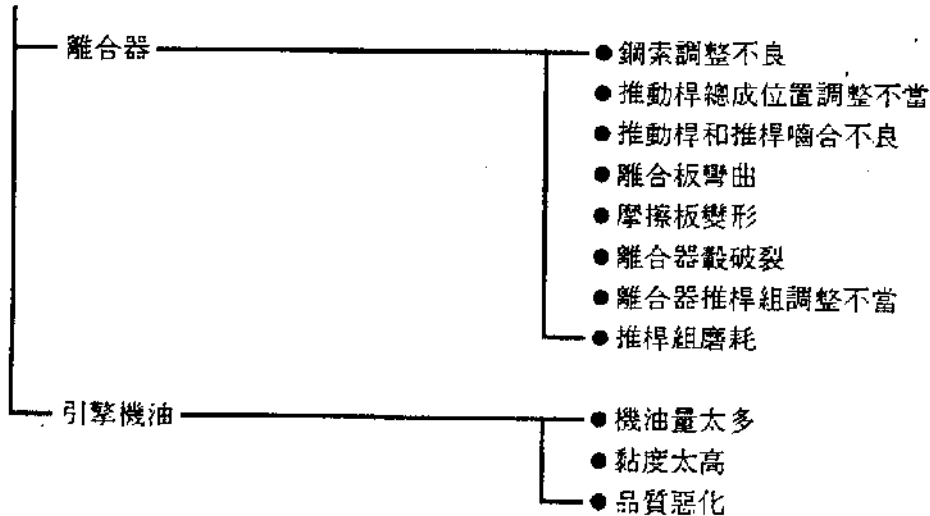 離合器
●鋼索調整不良
●推動桿總成位置調整不當
●推動桿和推桿嚙合不良
●離合板彎曲
●摩擦板變形
●離合器轂破裂
●離合器推桿組調整不當
●推桿組磨耗
引擎機油
●機油量太多
●黏度太高
●品質惡化